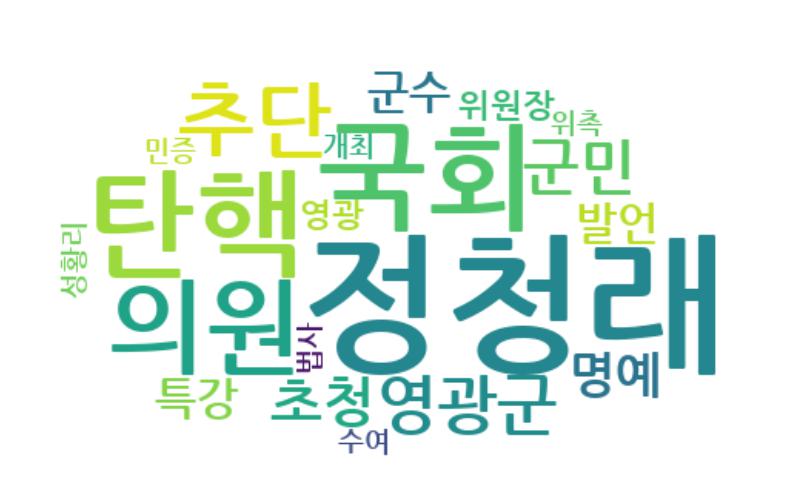 군수
추단
위원장
위촉
민증
개최
국회
군민
탄핵
영광
발언
성황리
정청래
의원
법사
명예
특강
초청
영광군
수여